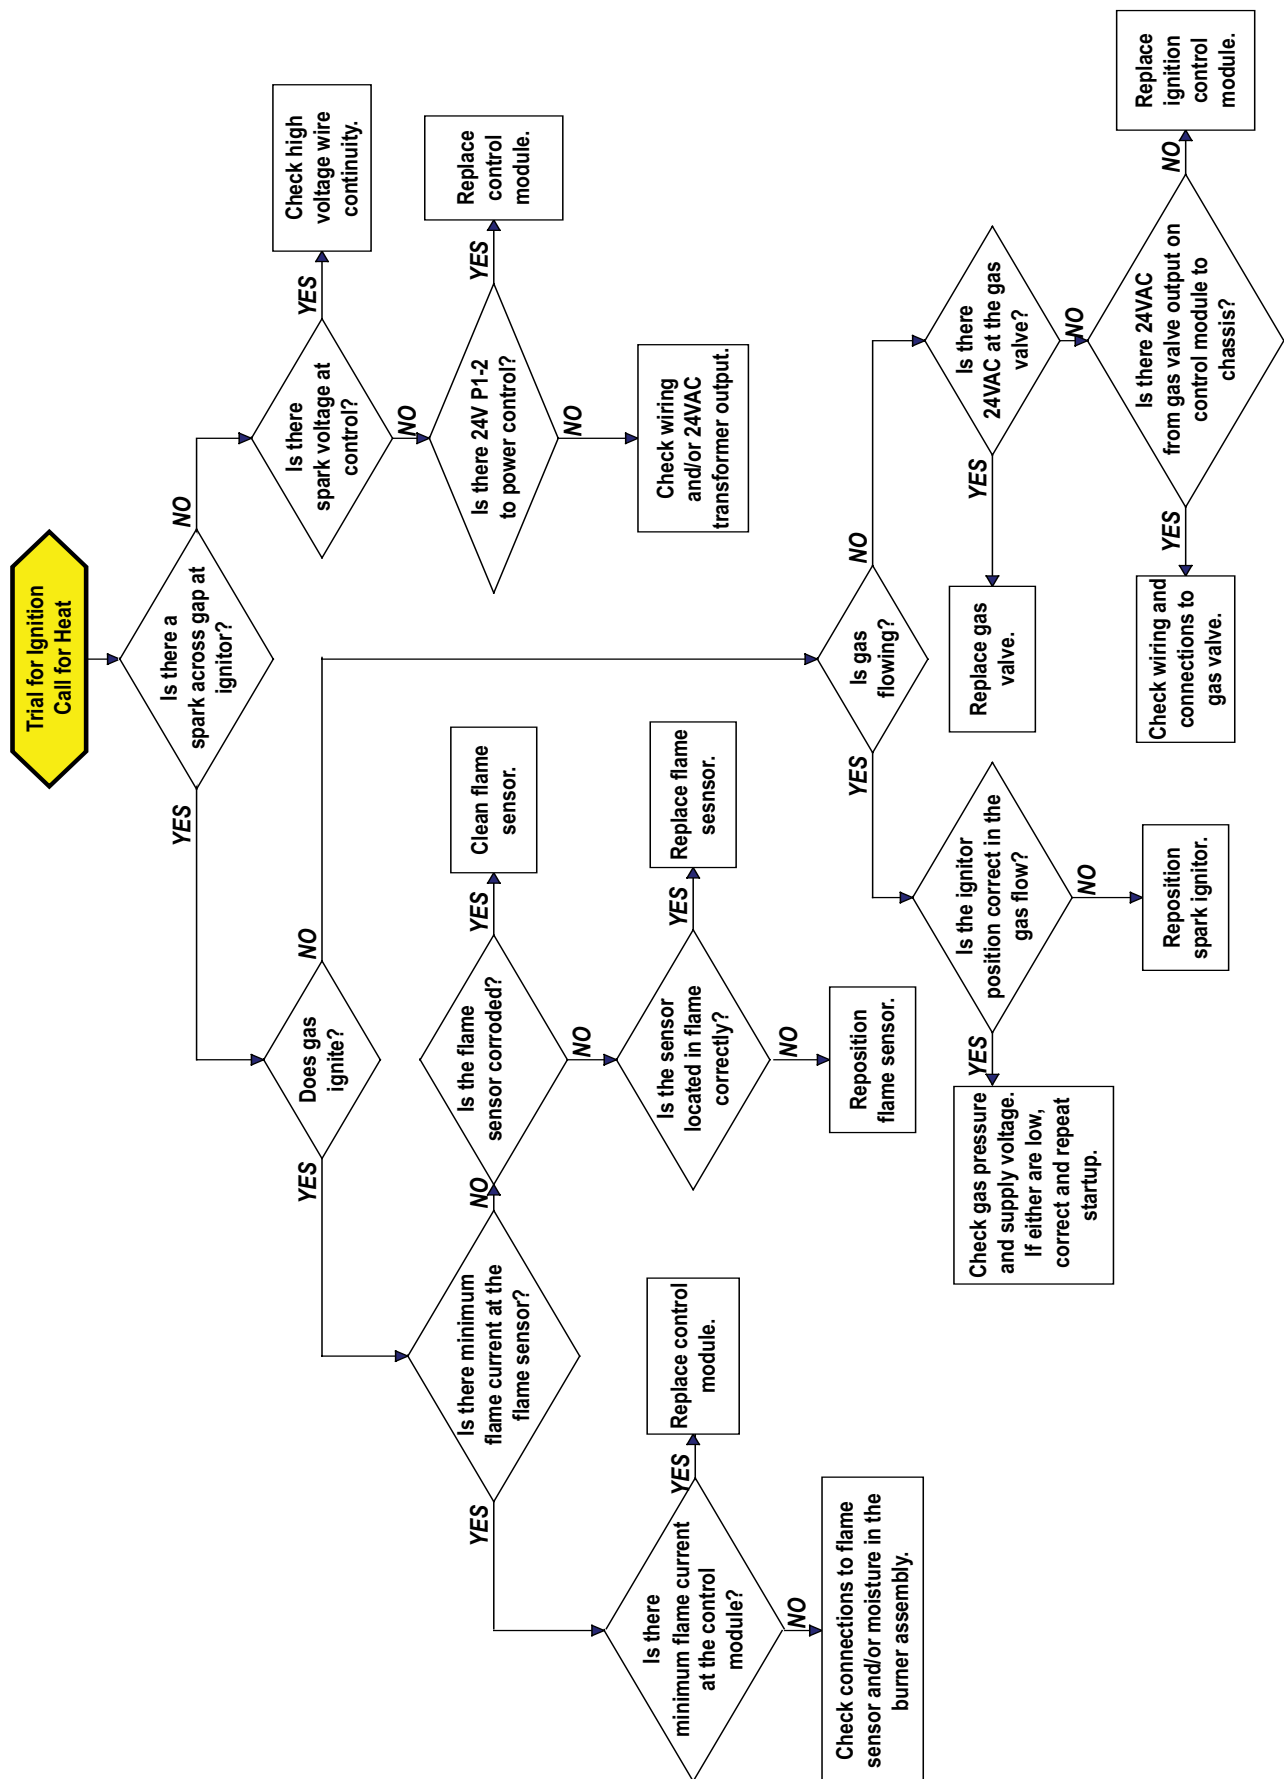 Trial for Ignition
Call for Heat
Is there a
spark across gap at
ignitor?
YES
NO
Does gas
ignite?
YES
NO
Is there
spark voltage at
control?
YES
NO
Check high
voltage wire
continuity.
Is there minimum
flame current at the
flame sensor?
YES
NO
Is the flame
sensor corroded?
YES
NO
Clean flame
sensor.
Is there 24V P1-2
to power control?
YES
NO
Replace
control
module.
Is there
minimum flame current
at the control
module?
YES
NO
Replace control
module.
Is the sensor
located in flame
correctly?
YES
NO
Replace flame
sesnsor.
Check wiring
and/or 24VAC
transformer output.
Check connections to flame
sensor and/or moisture in the
burner assembly.
Reposition
flame sensor.
Is gas
flowing?
YES
NO
Check gas pressure
and supply voltage.
If either are low,
correct and repeat
startup.
YES
Is the ignitor
position correct in the
gas flow?
NO
Replace gas
valve.
YES
Is there
24VAC at the gas
valve?
NO
Reposition
spark ignitor.
Check wiring and
connections to
gas valve.
YES
Is there 24VAC
from gas valve output on
control module to
chassis?
NO
Replace
ignition
control
module.